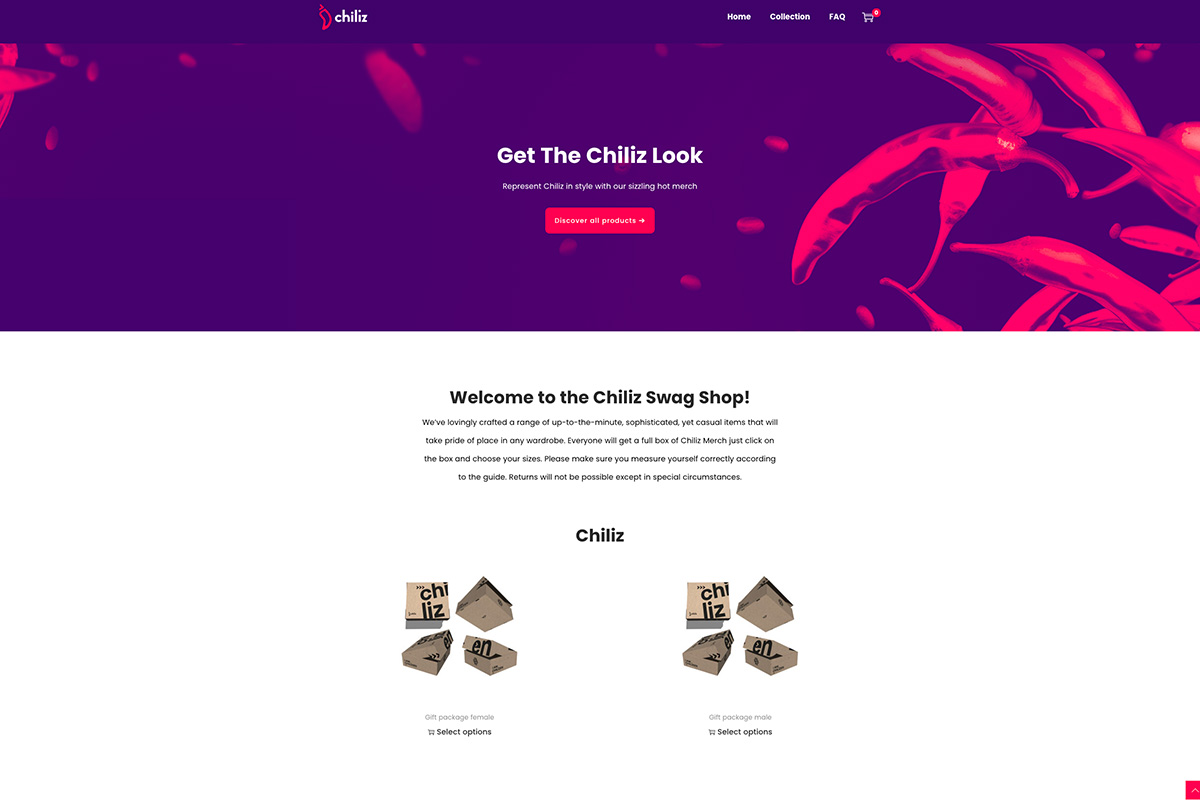 chiliz
Home Collection FAQ 0
Get The Chiliz Look
Represent Chiliz in style with our sizzling hot merch
Discover all products ➔
Welcome to the Chiliz Swag Shop!
We've lovingly crafted a range of up-to-the-minute, sophisticated, yet casual items that will
take pride of place in any wardrobe. Everyone will get a full box of Chiliz Merch just click on
the box and choose your sizes. Please make sure you measure yourself correctly according
to the guide. Returns will not be possible except in special circumstances.
Chiliz
chi
liz
en
chi
liz
en
Gift package female
Select options
Gift package male
Select options